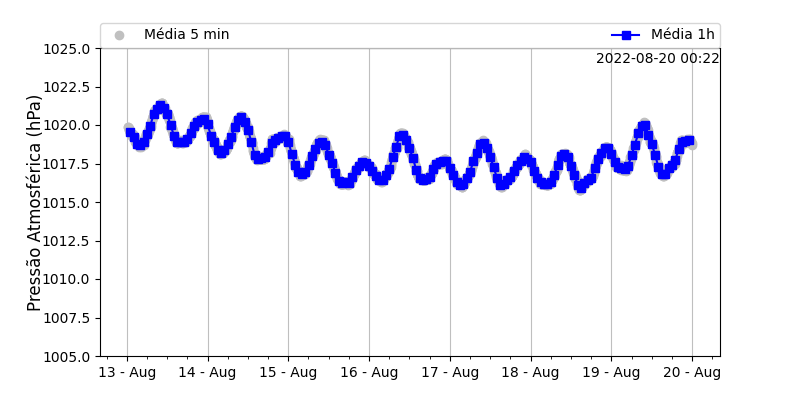 Média 5 min
Média 1h
2022-08-20 00:22
Pressão Atmosférica (hPa)
1025.0
1022.5
1020.0
1017.5
1015.0
1012.5
1010.0
1007.5
1005.0
13 - Aug 14 - Aug 15 - Aug 16 - Aug 17 - Aug 18 - Aug 19 - Aug 20 - Aug